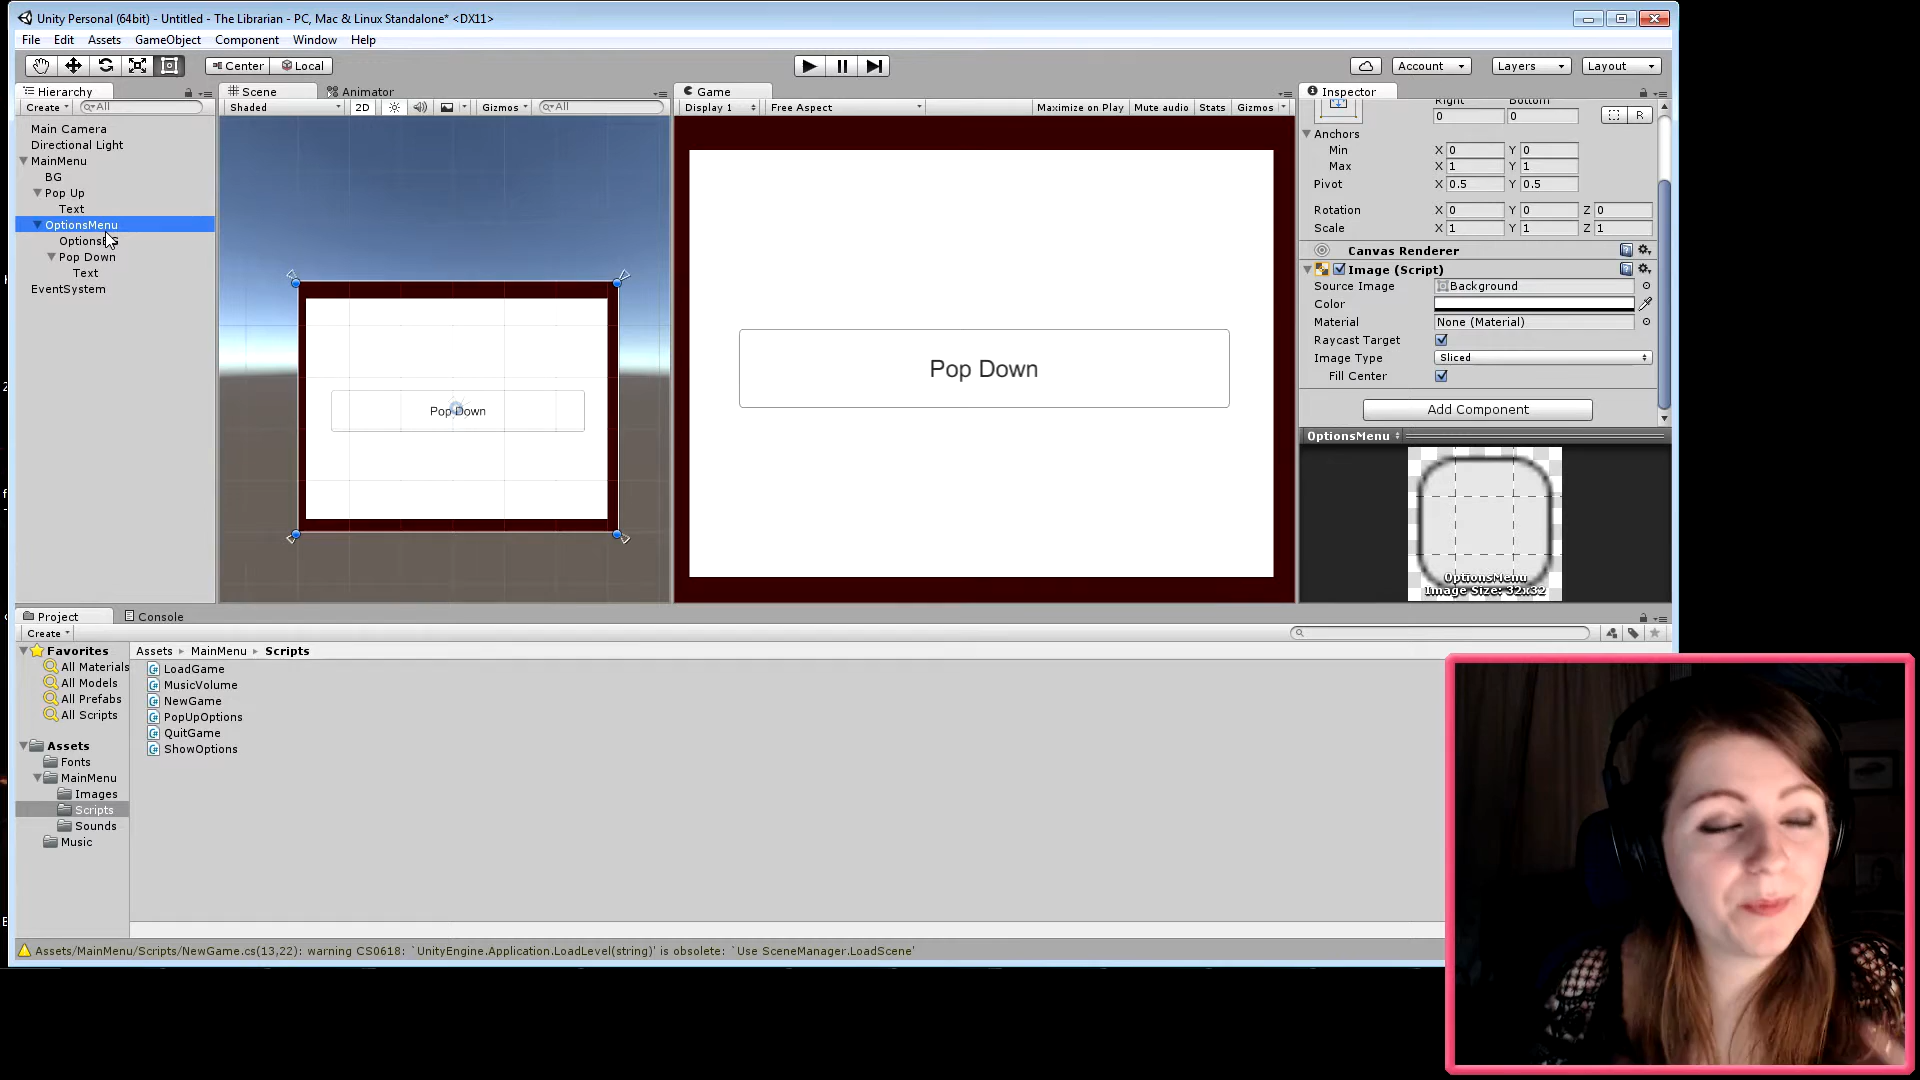 Unity Personal (64bit) - Untitled - The Librarian - PC, Mac & Linux Standalone* <DX11>
File Edit Assets GameObject Component Window Help
Center Local Account Layers Layout
Hierarchy
Create All
Main Camera
Directional Light
MainMenu
BG
Pop Up
Text
OptionsMenu
Pop Down
Text
EventSystem
Scene Animator
Shaded 2D Gizmos All
Pop Down
Game
Display 1 Free Aspect Maximize on Play Mute audio Stats Gizmos
Pop Down
Inspector
Right Bottom
0 0 R
Anchors
Min X 0 Y 0
Max X 1 Y 1
Pivot X 0.5 Y 0.5
Rotation X 0 Y 0 Z 0
Scale X 1 Y 1 Z 1
Canvas Renderer
Image (Script)
Source Image Background
Color
Material None (Material)
Raycast Target
Image Type Sliced
Fill Center
Add Component
OptionsMenu
OptionsMenu
Image Size: 32x32
Project Console
Create
Favorites
All Materials
All Models
All Prefabs
All Scripts
Assets
Fonts
MainMenu
Images
Scripts
Sounds
Music
Assets MainMenu Scripts
LoadGame
MusicVolume
NewGame
PopUpOptions
QuitGame
ShowOptions
Assets/MainMenu/Scripts/NewGame.cs(13,22): warning CS0618: `UnityEngine.Application.LoadLevel(string)' is obsolete: `Use SceneManager.LoadScene'